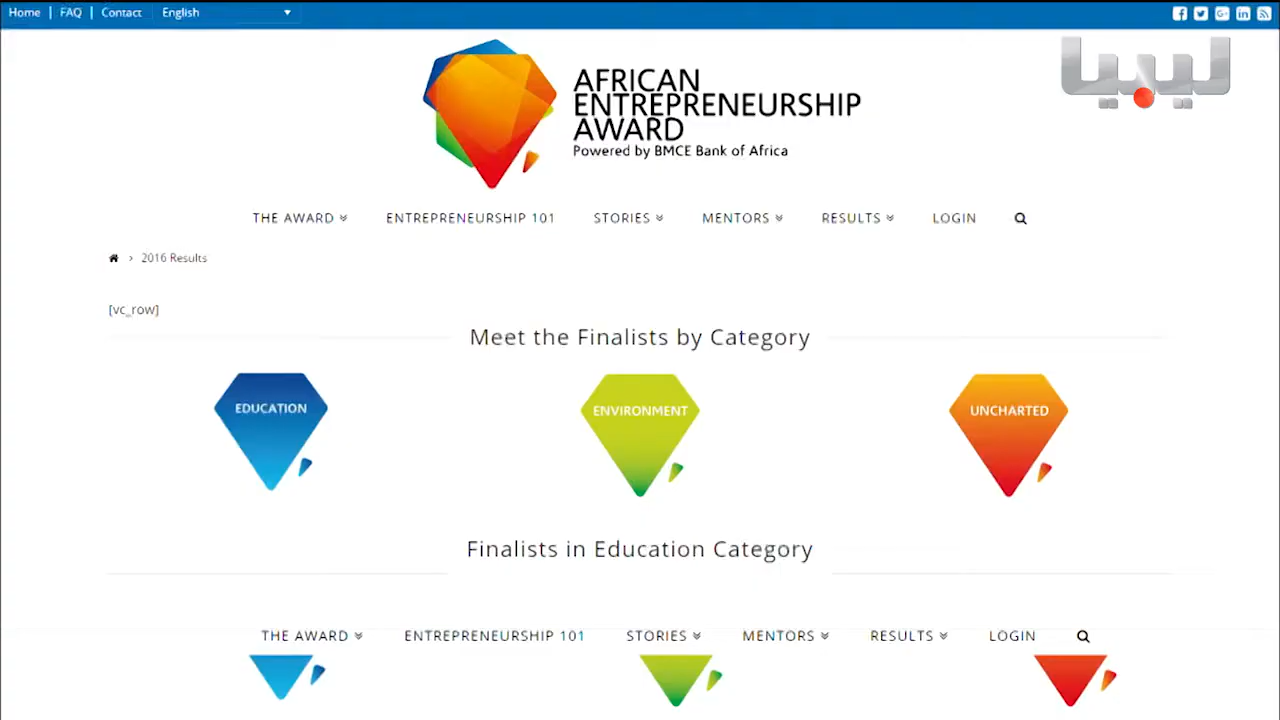 Home | FAQ | Contact English
ليبيا
AFRICAN
ENTREPRENEURSHIP
AWARD
Powered by BMCE Bank of Africa
THE AWARD ENTREPRENEURSHIP 101 STORIES MENTORS RESULTS LOGIN
2016 Results
[vc_row]
Meet the Finalists by Category
EDUCATION ENVIRONMENT UNCHARTED
Finalists in Education Category
THE AWARD ENTREPRENEURSHIP 101 STORIES MENTORS RESULTS LOGIN